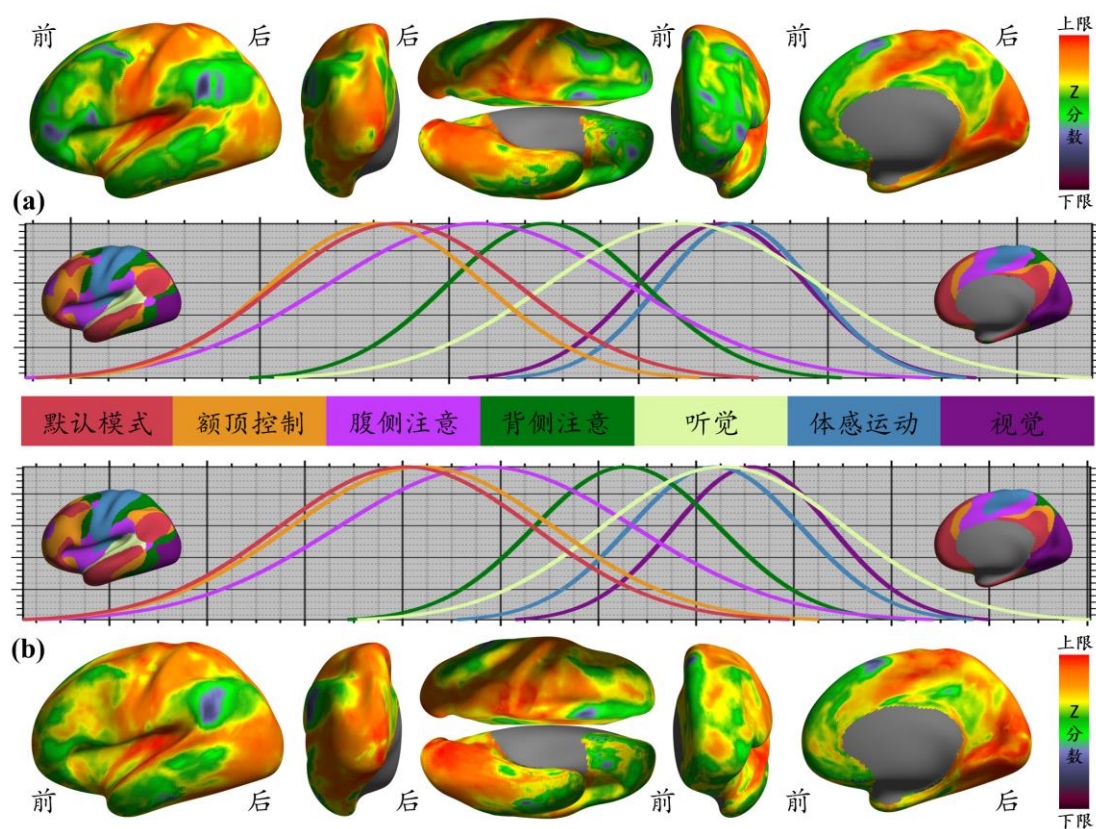 前 后 后 前 前 后 上限
Z分数
下限
(a)
默认模式 额顶控制 腹侧注意 背侧注意 听觉 体感运动 视觉
(b)
上限
Z分数
前 后 后 前 前 后 下限